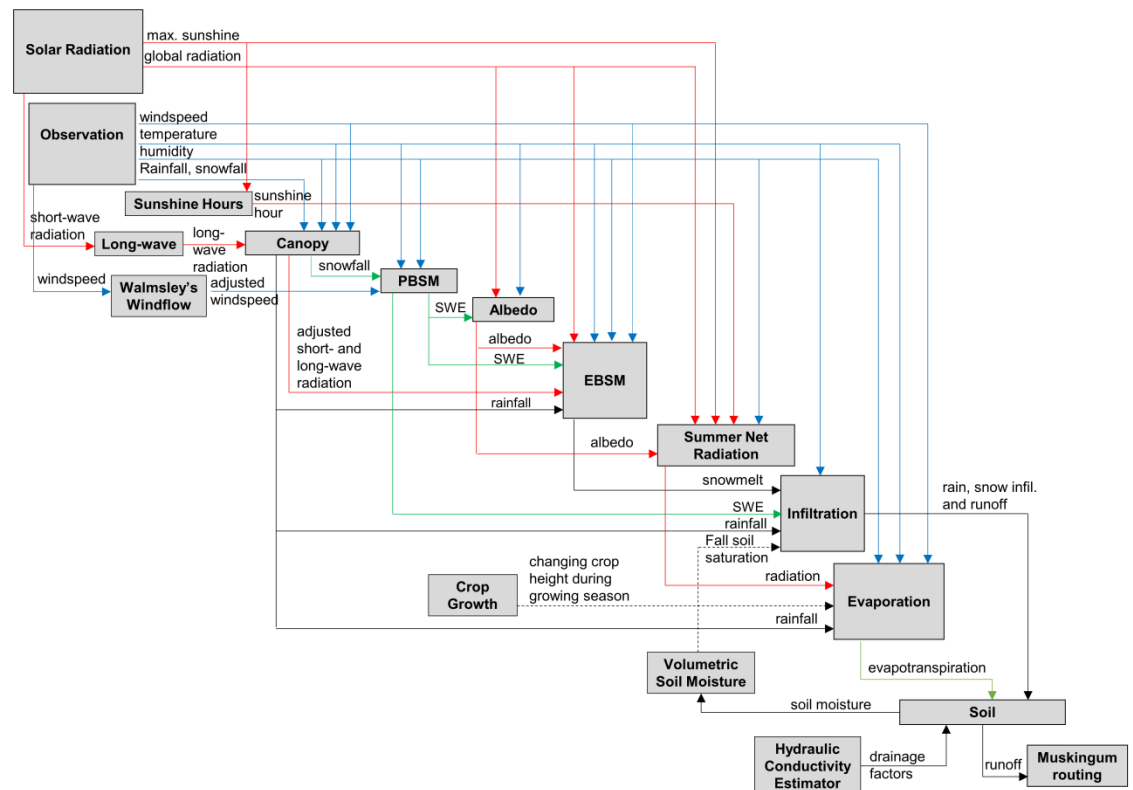 Solar Radiation
max. sunshine
global radiation
Observation
windspeed
temperature
humidity
Rainfall, snowfall
Sunshine Hours
sunshine
hour
short-wave
radiation
Long-wave
long-
wave
radiation
Canopy
snowfall
windspeed
Walmsley's
Windflow
adjusted
windspeed
PBSM
SWE
Albedo
adjusted
short- and
long-wave
radiation
albedo
SWE
EBSM
rainfall
albedo
Summer Net
Radiation
snowmelt
SWE
rainfall
Fall soil
saturation
Infiltration
rain, snow infil.
and runoff
Crop
Growth
changing crop
height during
growing season
radiation
rainfall
Evaporation
evapotranspiration
Volumetric
Soil Moisture
soil moisture
Soil
Hydraulic
Conductivity
Estimator
drainage
factors
runoff
Muskingum
routing